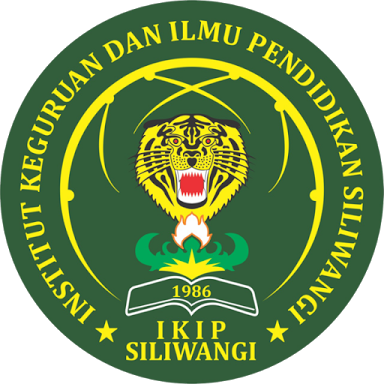 INSTITUT KEGURUAN DAN ILMU PENDIDIKAN SILIWANGI
1986
IKIP
SILIWANGI